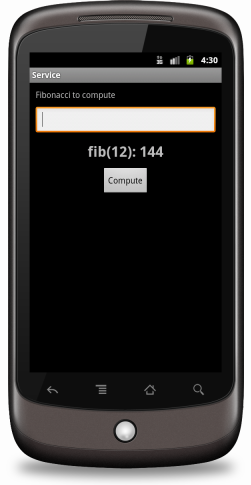 4:30
Service
Fibonacci to compute
fib(12): 144
Compute